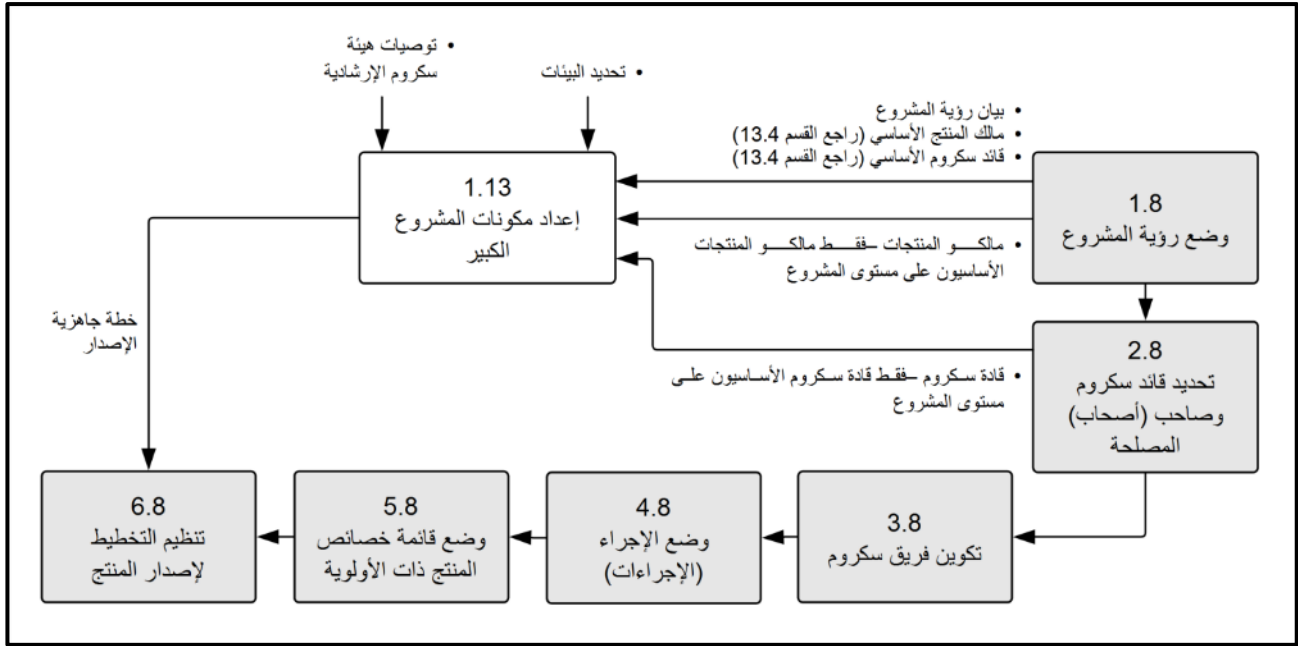 • توصيات هيئة
سكروم الإرشادية
• تحديد البيئات
• بيان رؤية المشروع
• مالك المنتج الأساسي (راجع القسم 13.4)
• قائد سكروم الأساسي (راجع القسم 13.4)
1.13
إعداد مكونات المشروع
الكبير
1.8
وضع رؤية المشروع
• مالكو المنتجات –فقط مالكو المنتجات
الأساسيون على مستوى المشروع
خطة جاهزية
الإصدار
2.8
تحديد قائد سكروم
وصاحب (أصحاب)
المصلحة
• قادة سكروم –فقط قادة سكروم الأساسيون على
مستوى المشروع
3.8
تكوين فريق سكروم
4.8
وضع الإجراء
(الإجراءات)
5.8
وضع قائمة خصائص
المنتج ذات الأولوية
6.8
تنظيم التخطيط
لإصدار المنتج